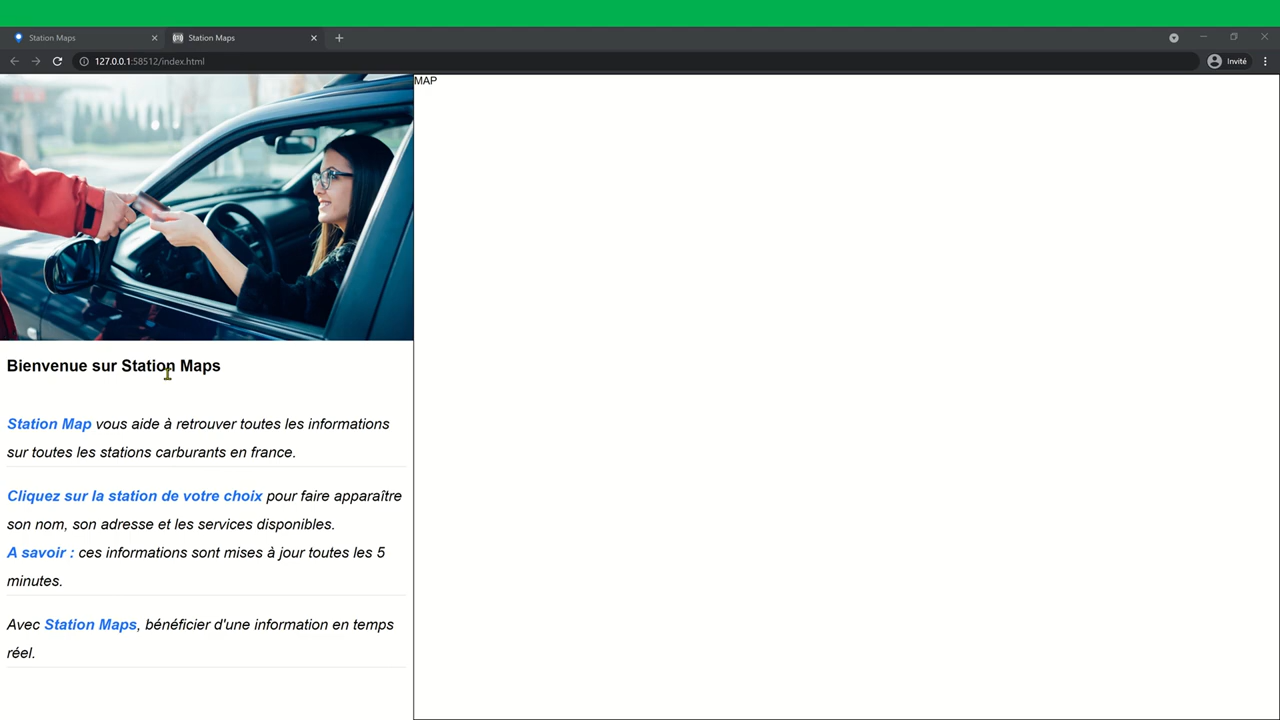 Station Maps
Station Maps
127.0.0.1:58512/index.html
Invité
MAP
Bienvenue sur Station Maps
Station Map vous aide à retrouver toutes les informations
sur toutes les stations carburants en france.
Cliquez sur la station de votre choix pour faire apparaître
son nom, son adresse et les services disponibles.
A savoir : ces informations sont mises à jour toutes les 5
minutes.
Avec Station Maps, bénéficier d'une information en temps
réel.